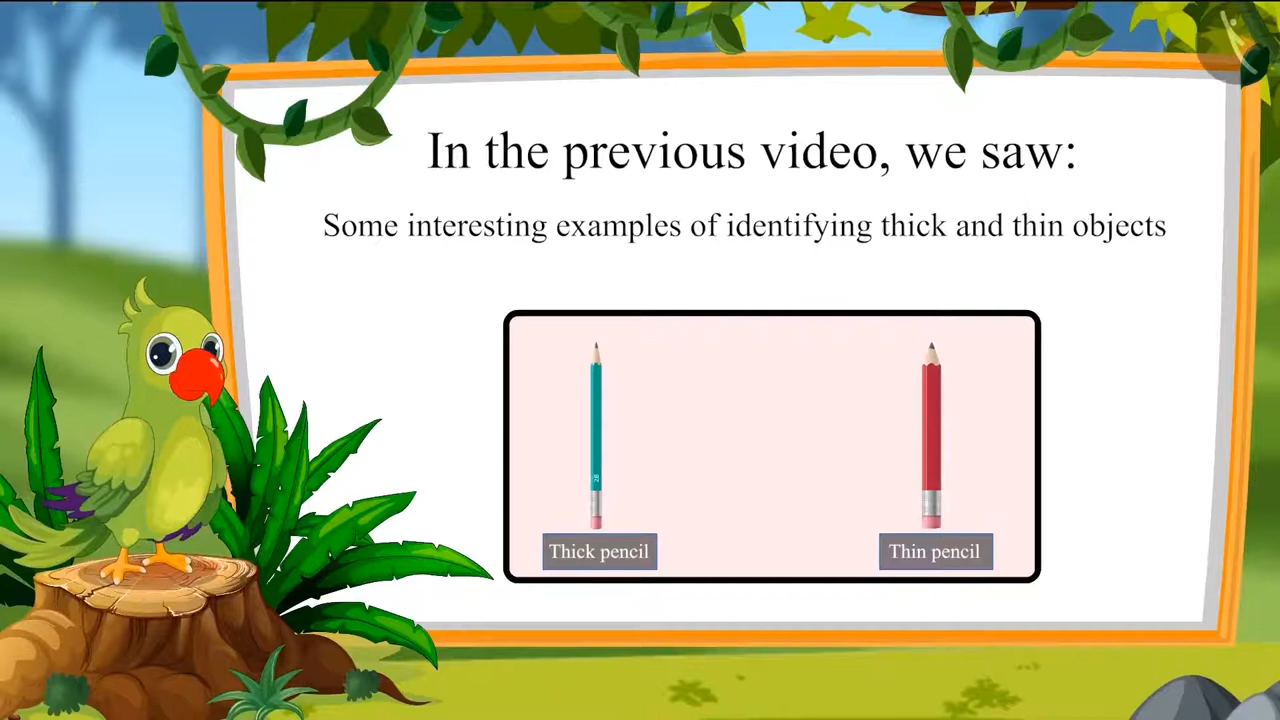 In the previous video, we saw:
Some interesting examples of identifying thick and thin objects
2B
Thick pencil
Thin pencil